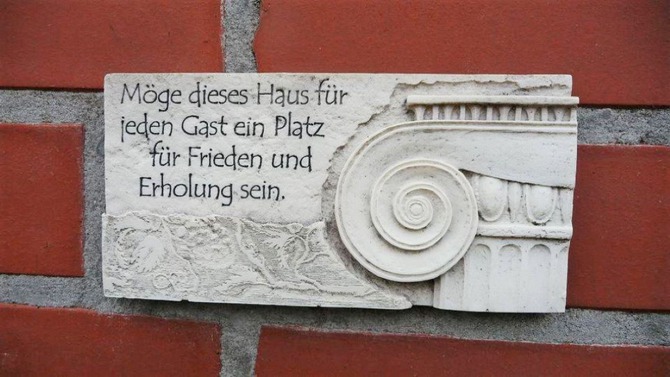 Möge dieses Haus für
jeden Gast ein Platz
für Frieden und
Erholung sein.